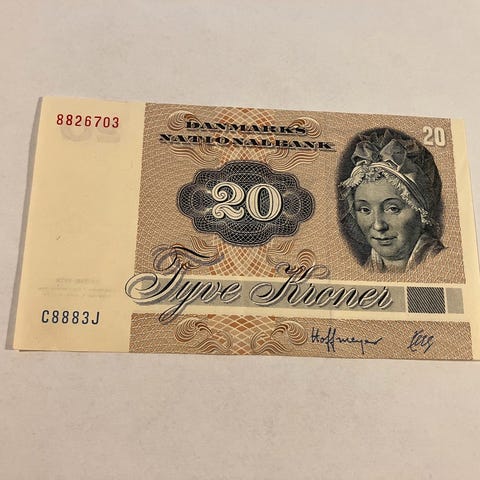 8826703
DANMARKS
NATIONALBANK
20
20
Tyve Kroner
C8883J
Hoffmeyer